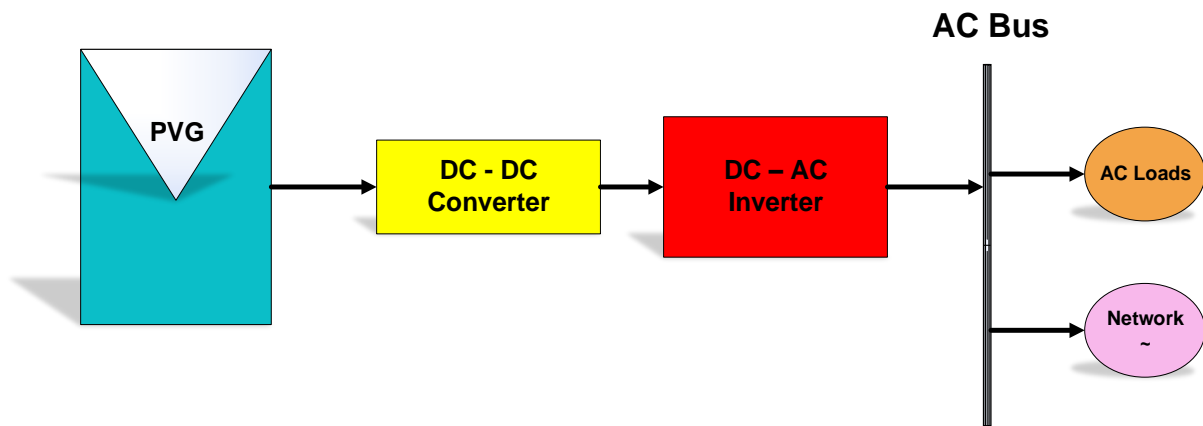 AC Bus
PVG
DC - DC
Converter
DC – AC
Inverter
AC Loads
Network
~